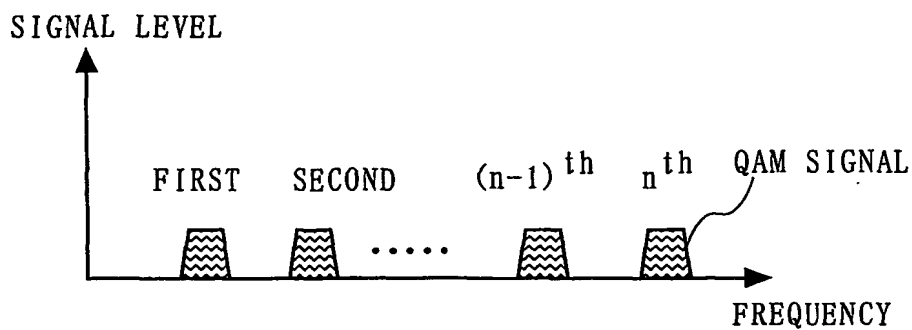 SIGNAL LEVEL
FIRST SECOND (n-1)th nth QAM SIGNAL
.....
FREQUENCY